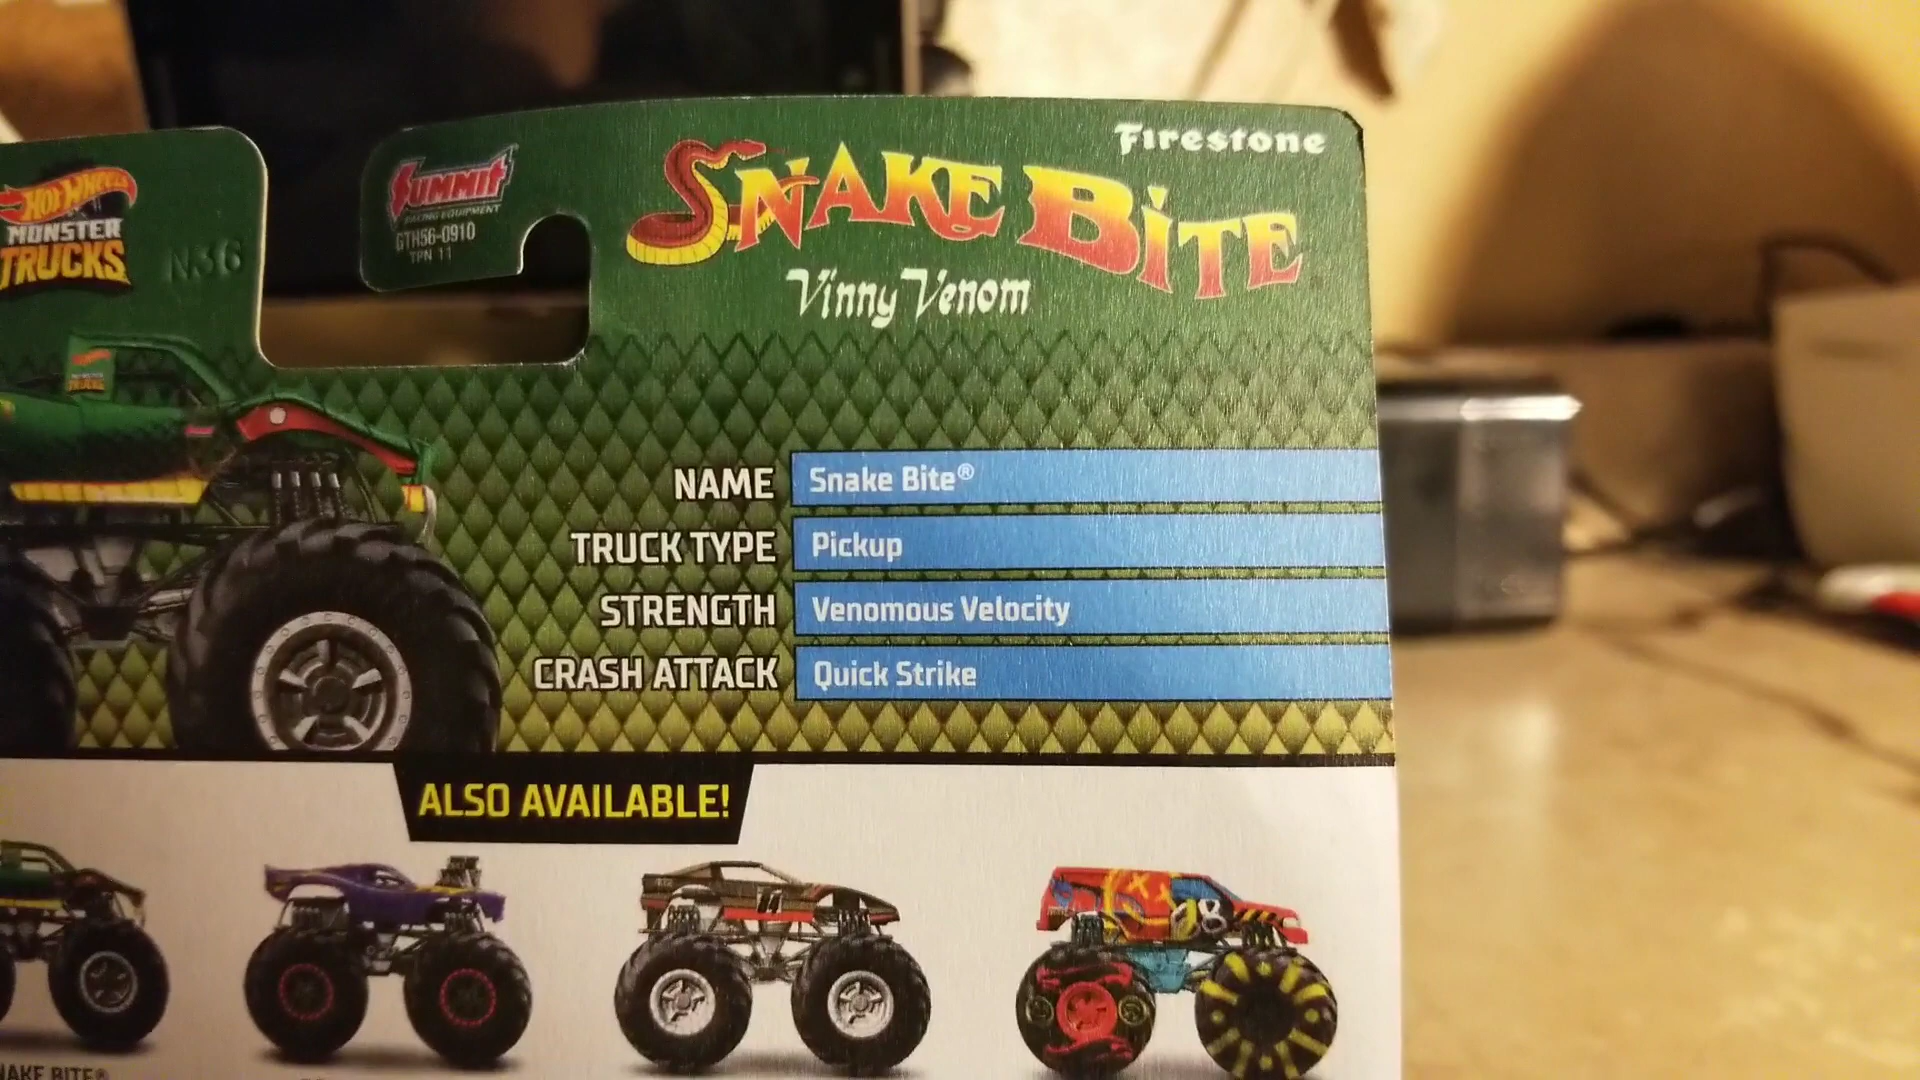 HOT WHEELS
MONSTER
TRUCKS
N36
SUMMIT
RACING EQUIPMENT
GTH56-0910
TPN 11
Firestone
SNAKE BITE
Vinny Venom
NAME Snake Bite®
TRUCK TYPE Pickup
STRENGTH Venomous Velocity
CRASH ATTACK Quick Strike
ALSO AVAILABLE!
BITE®